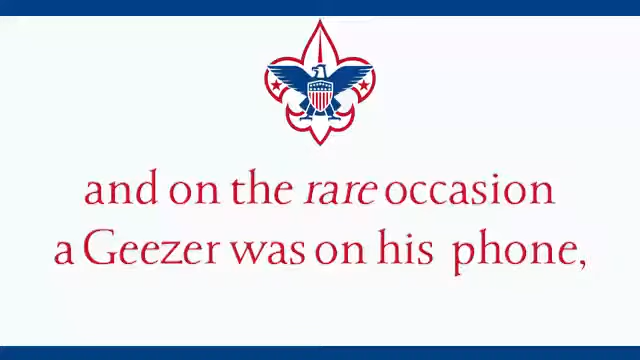 and on the rare occasion
a Geezer was on his phone,